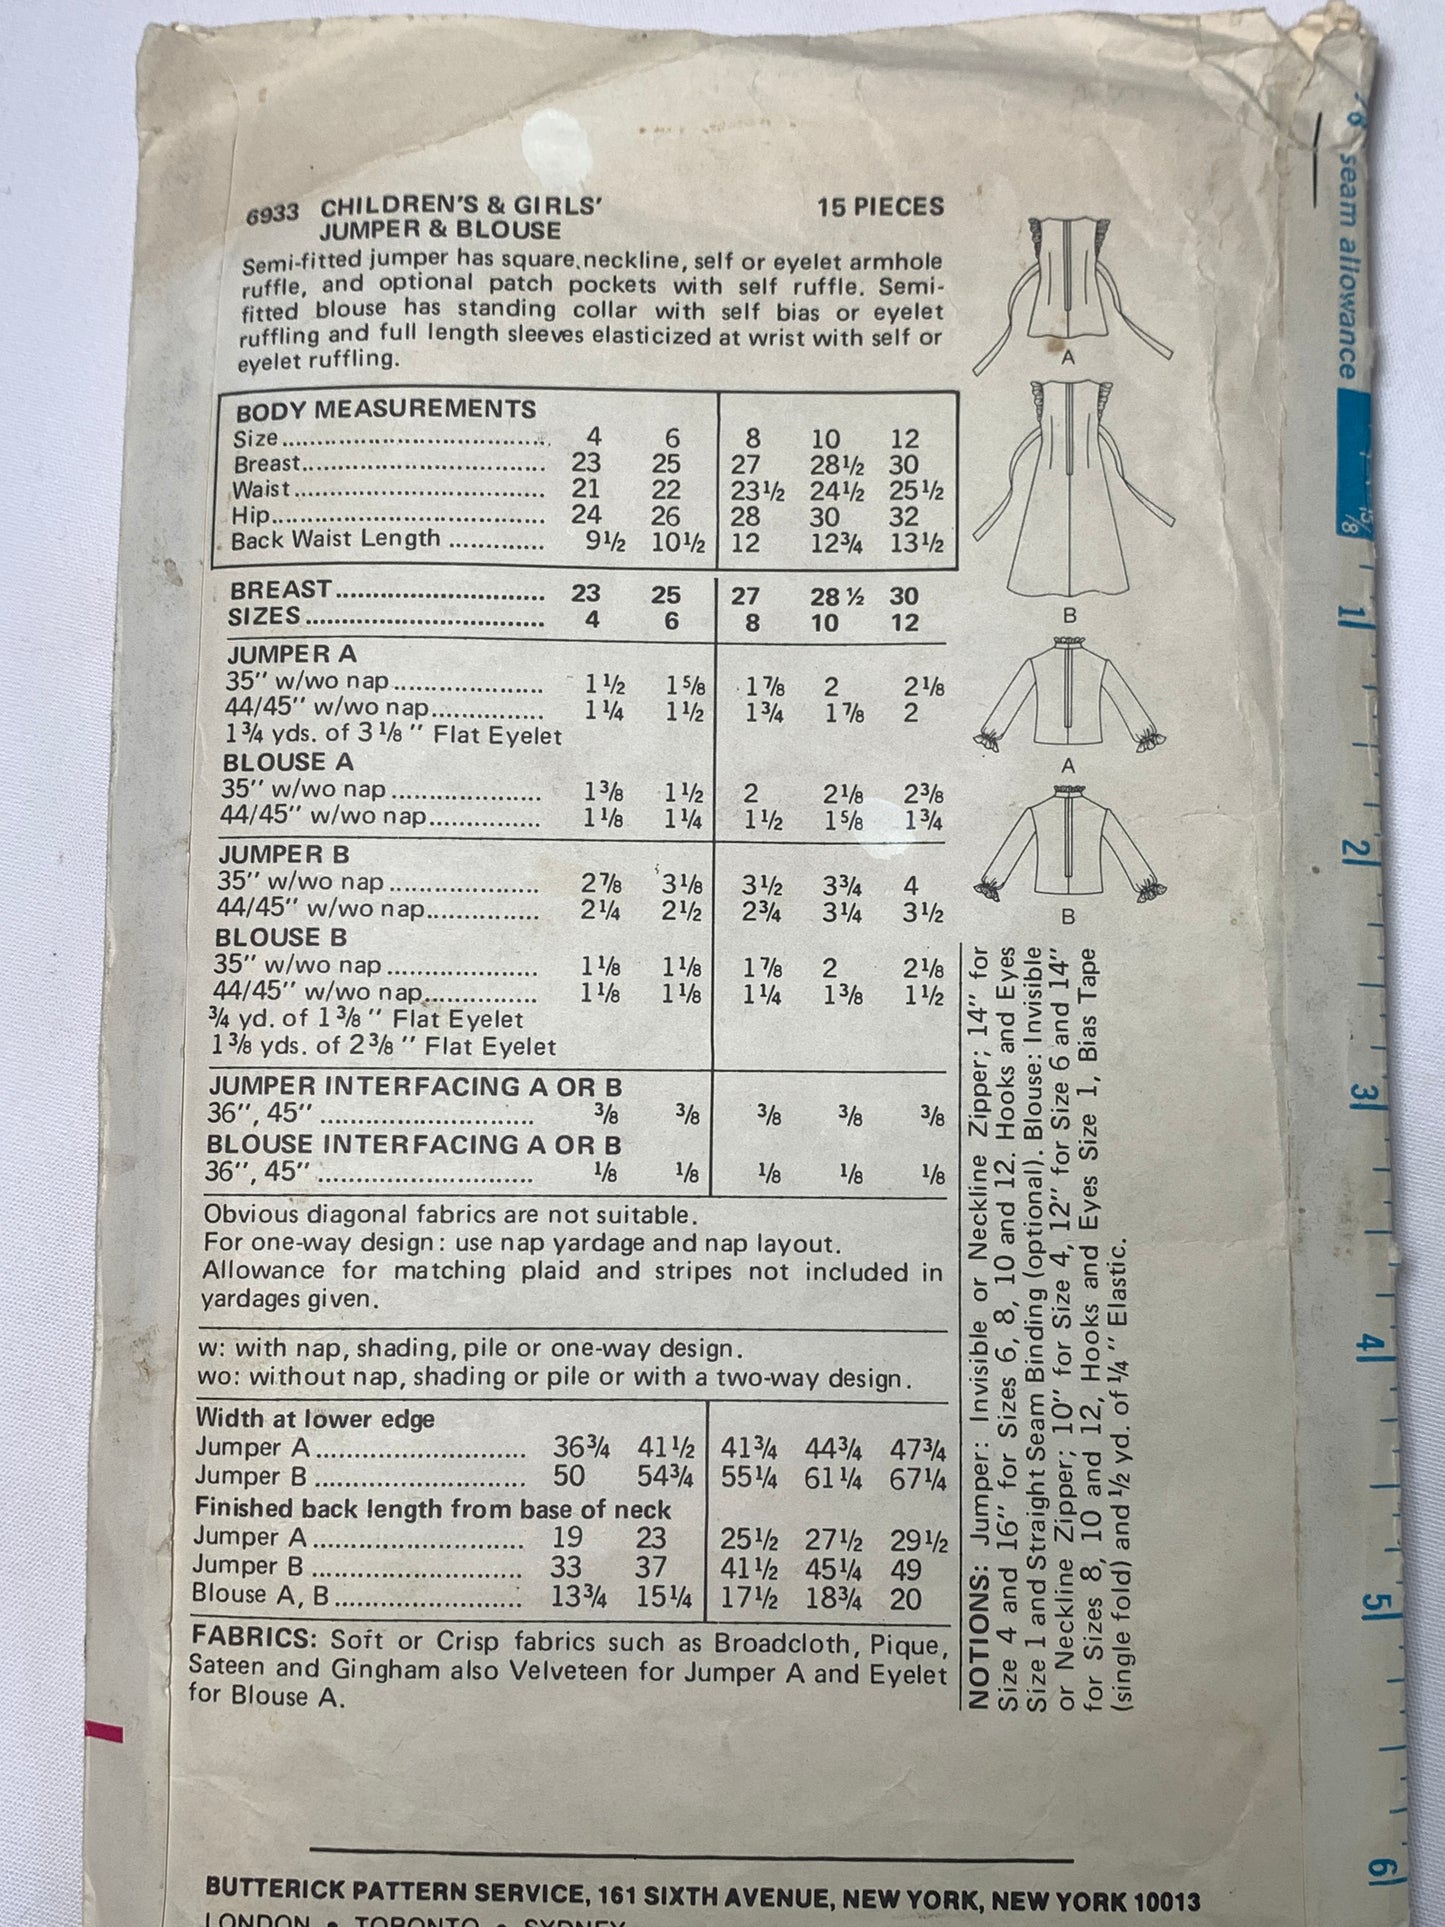 6933 CHILDREN'S & GIRLS' 15 PIECES
JUMPER & BLOUSE
Semi-fitted jumper has square neckline, self or eyelet armhole
ruffle, and optional patch pockets with self ruffle. Semi-
fitted blouse has standing collar with self bias or eyelet
ruffling and full length sleeves elasticized at wrist with self or
eyelet ruffling.
BODY MEASUREMENTS
Size 4 6 8 10 12
Breast 23 25 27 28½ 30
Waist 21 22 23½ 24½ 25½
Hip 24 26 28 30 32
Back Waist Length 9½ 10½ 12 12¾ 13½
BREAST 23 25 27 28 ½ 30
SIZES 4 6 8 10 12
JUMPER A
35" w/wo nap 1½ 1⅝ 1⅞ 2 2⅛
44/45" w/wo nap 1¼ 1½ 1¾ 1⅞ 2
1¾ yds. of 3⅛" Flat Eyelet
BLOUSE A
35" w/wo nap 1⅜ 1½ 2 2⅛ 2⅜
44/45" w/wo nap 1⅛ 1¼ 1½ 1⅝ 1¾
JUMPER B
35" w/wo nap 2⅞ 3⅛ 3½ 3¾ 4
44/45" w/wo nap 2¼ 2½ 2¾ 3¼ 3½
BLOUSE B
35" w/wo nap 1⅛ 1⅛ 1⅞ 2 2⅛
44/45" w/wo nap 1⅛ 1⅛ 1¼ 1⅜ 1½
¾ yd. of 1⅜" Flat Eyelet
1⅜ yds. of 2⅜" Flat Eyelet
JUMPER INTERFACING A OR B
36", 45" ⅜ ⅜ ⅜ ⅜ ⅜
BLOUSE INTERFACING A OR B
36", 45" ⅛ ⅛ ⅛ ⅛ ⅛
Obvious diagonal fabrics are not suitable.
For one-way design: use nap yardage and nap layout.
Allowance for matching plaid and stripes not included in
yardages given.
w: with nap, shading, pile or one-way design.
wo: without nap, shading or pile or with a two-way design.
Width at lower edge
Jumper A 36¾ 41½ 41¾ 44¾ 47¾
Jumper B 50 54¾ 55¼ 61¼ 67¼
Finished back length from base of neck
Jumper A 19 23 25½ 27½ 29½
Jumper B 33 37 41½ 45¼ 49
Blouse A, B 13¾ 15¼ 17½ 18¾ 20
FABRICS: Soft or Crisp fabrics such as Broadcloth, Pique,
Sateen and Gingham also Velveteen for Jumper A and Eyelet
for Blouse A.
A
B
A
B
NOTIONS: Jumper: Invisible or Neckline Zipper; 14" for
Size 4 and 16" for Sizes 6, 8, 10 and 12. Hooks and Eyes
Size 1 and Straight Seam Binding (optional). Blouse: Invisible
or Neckline Zipper; 10" for Size 4, 12" for Size 6 and 14"
for Sizes 8, 10 and 12, Hooks and Eyes Size 1, Bias Tape
(single fold) and ½ yd. of ¼" Elastic.
seam allowance
⅝
1
2
3
4
5
6
BUTTERICK PATTERN SERVICE, 161 SIXTH AVENUE, NEW YORK, NEW YORK 10013
LONDON • TORONTO • SYDNEY